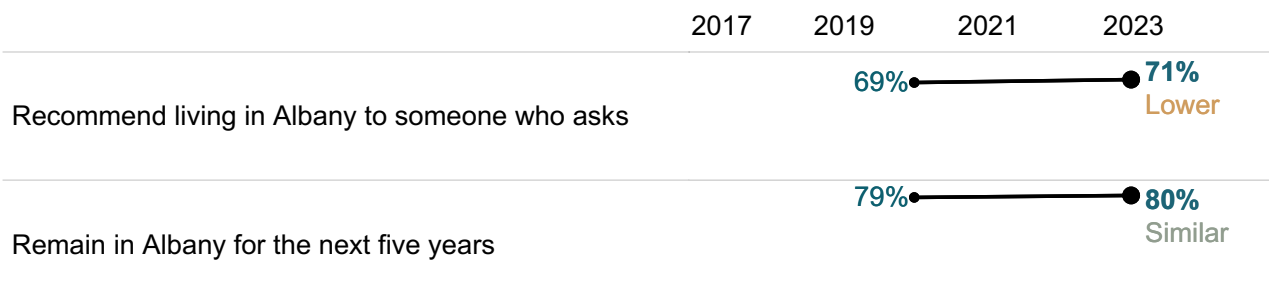 2017 2019 2021 2023
69% 71%
Lower
Recommend living in Albany to someone who asks
79% 80%
Similar
Remain in Albany for the next five years